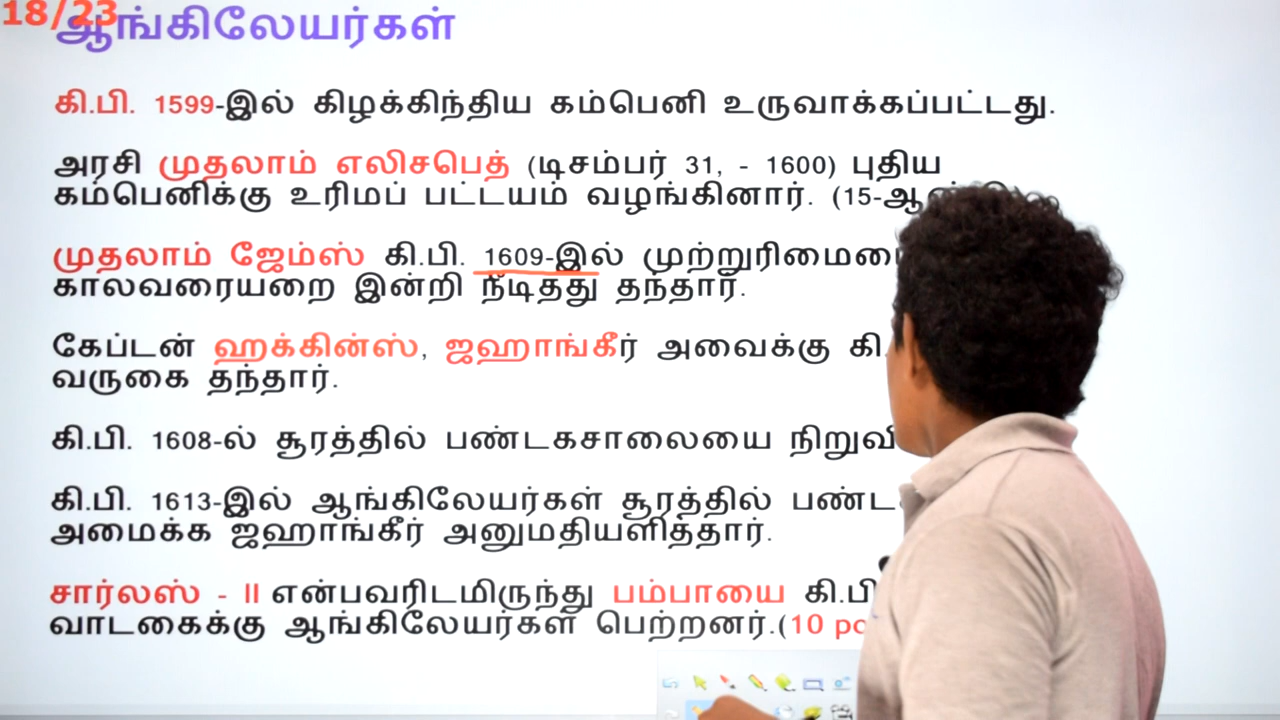 18/23
ஆங்கிலேயர்கள்
கி.பி. 1599-இல் கிழக்கிந்திய கம்பெனி உருவாக்கப்பட்டது.
அரசி முதலாம் எலிசபெத் (டிசம்பர் 31, - 1600) புதிய
கம்பெனிக்கு உரிமப் பட்டயம் வழங்கினார்.
முதலாம் ஜேம்ஸ் கி.பி. 1609-இல்
காலவரையறை இன்றி நீடித்து தந்தார்.
கேப்டன் ஹக்கின்ஸ், ஜஹாங்கீர் அவைக்கு
வருகை தந்தார்.
கி.பி. 1608-ல் சூரத்தில் பண்டகசாலையை
கி.பி. 1613-இல் ஆங்கிலேயர்கள் சூரத்தில்
அமைக்க ஜஹாங்கீர் அனுமதியளித்தார்.
சார்லஸ் - II என்பவரிடமிருந்து பம்பாயை
வாடகைக்கு ஆங்கிலேயர்கள் பெற்றனர்.(10